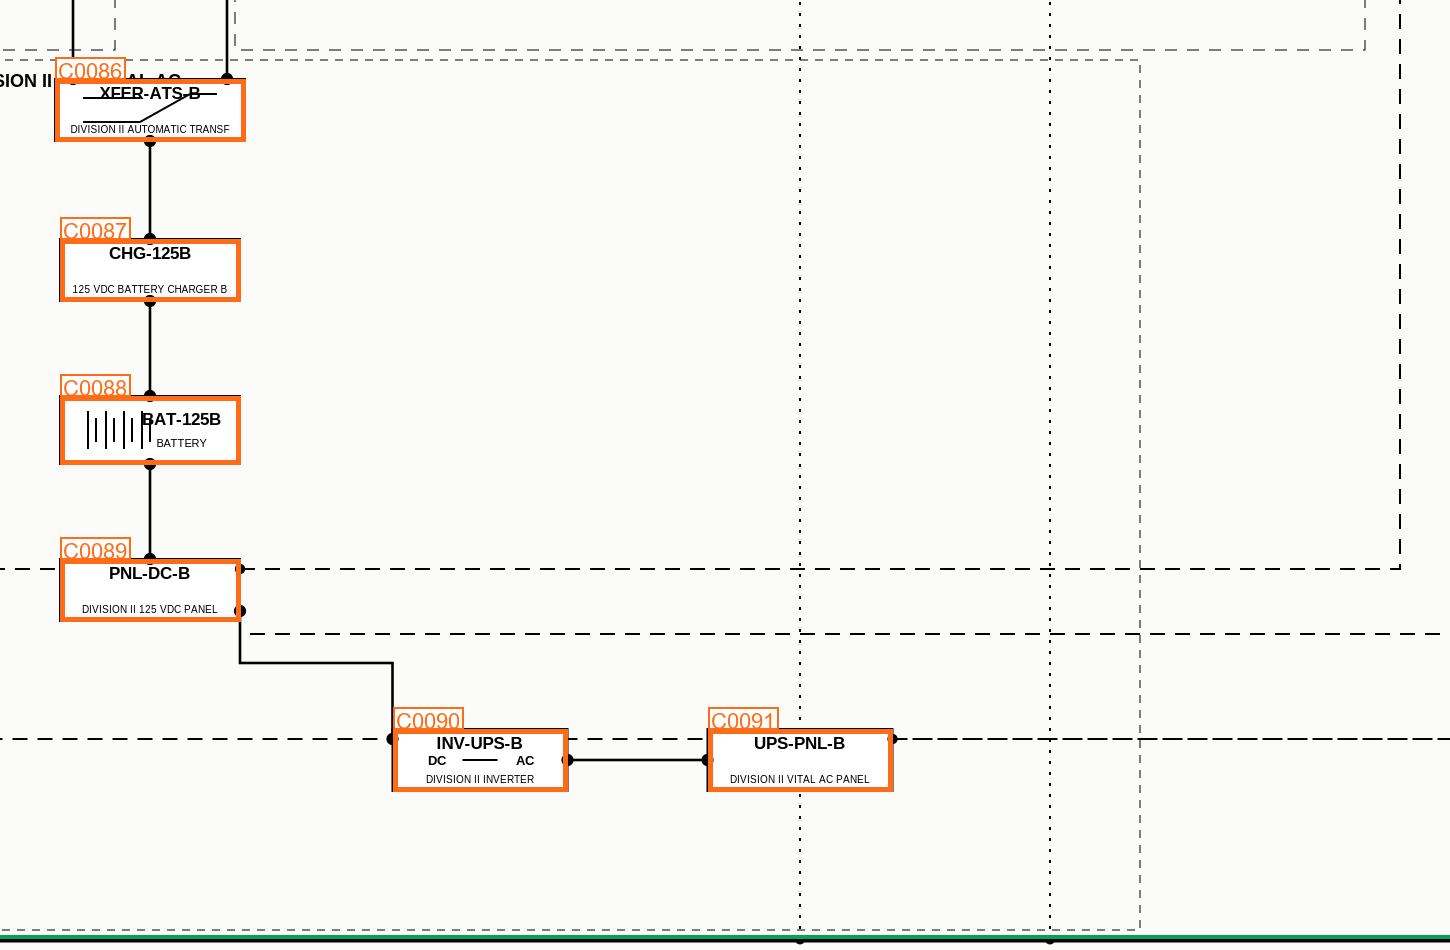 C0086
SION II
AL AC
XFER-ATS-B
DIVISION II AUTOMATIC TRANSF
C0087
CHG-125B
125 VDC BATTERY CHARGER B
C0088
BAT-125B
BATTERY
C0089
PNL-DC-B
DIVISION II 125 VDC PANEL
C0090
INV-UPS-B
DC AC
DIVISION II INVERTER
C0091
UPS-PNL-B
DIVISION II VITAL AC PANEL